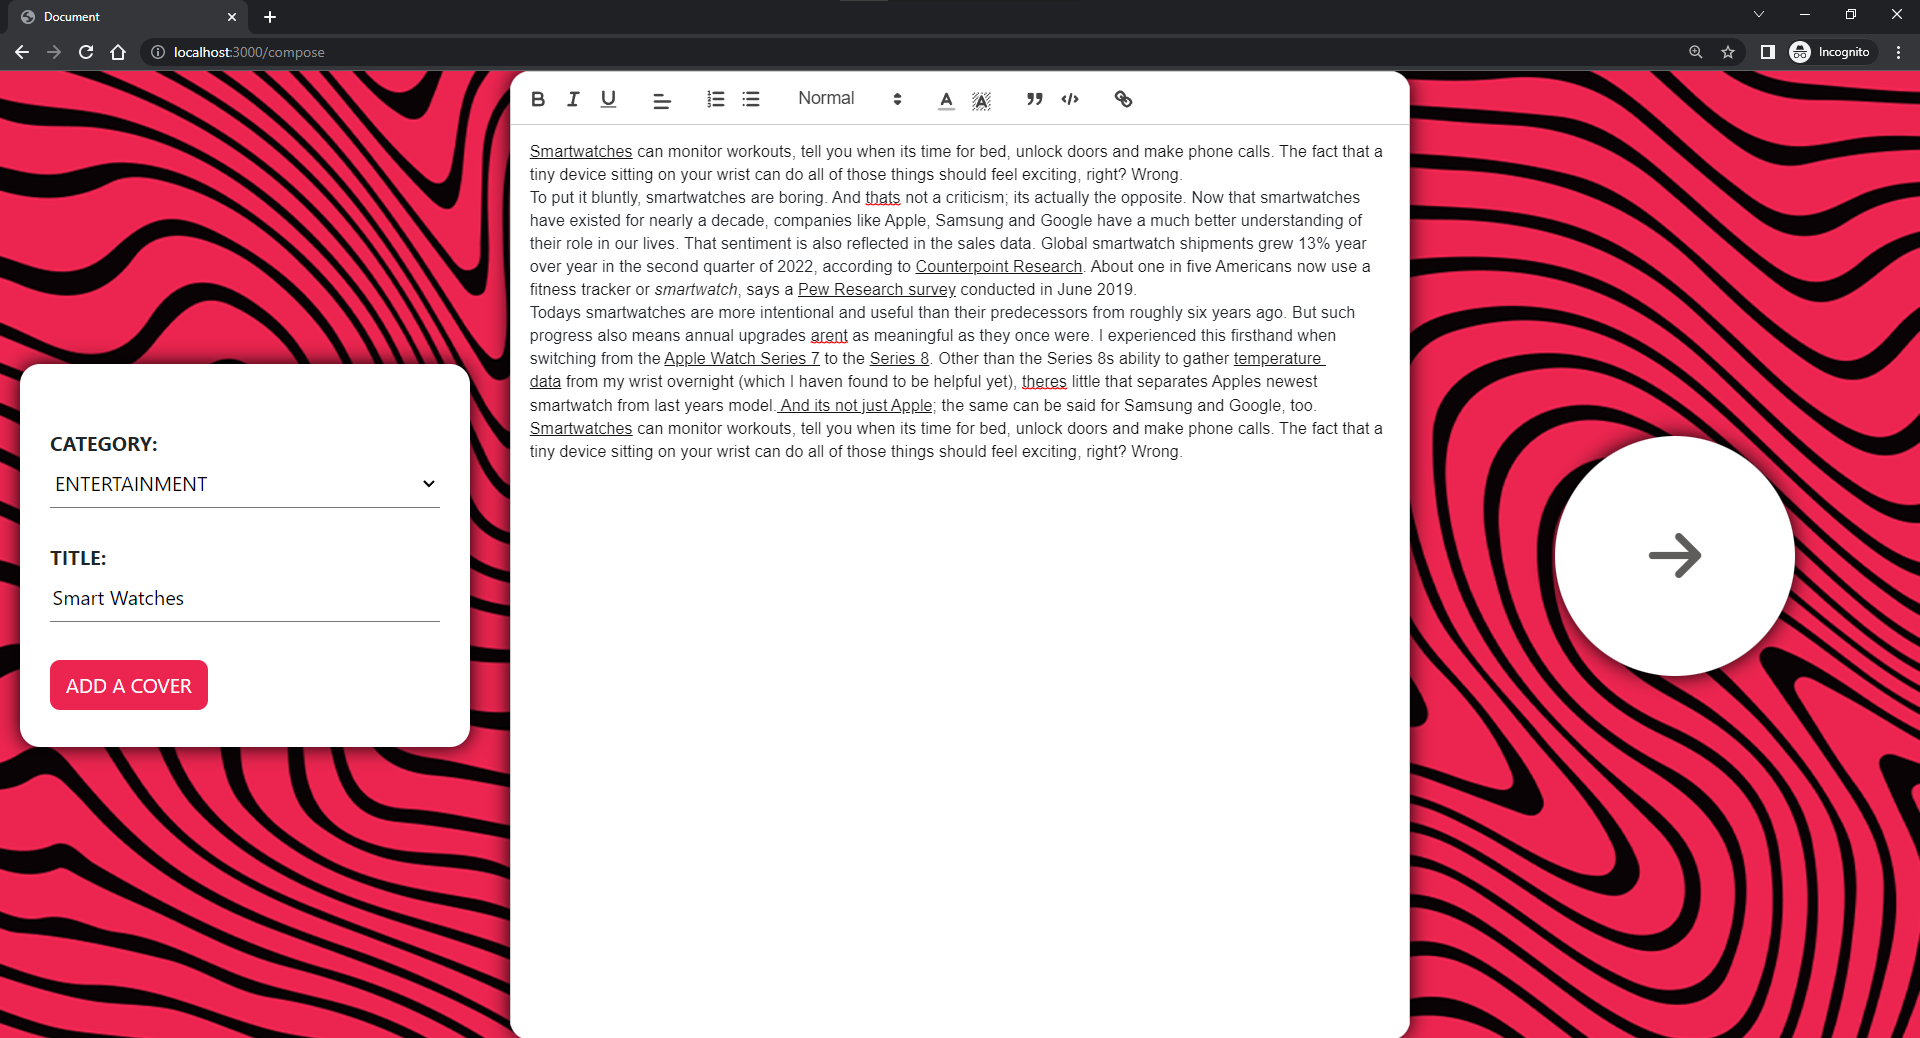 Document
localhost:3000/compose
Incognito
Normal
Smartwatches can monitor workouts, tell you when its time for bed, unlock doors and make phone calls. The fact that a
tiny device sitting on your wrist can do all of those things should feel exciting, right? Wrong.
To put it bluntly, smartwatches are boring. And thats not a criticism; its actually the opposite. Now that smartwatches
have existed for nearly a decade, companies like Apple, Samsung and Google have a much better understanding of
their role in our lives. That sentiment is also reflected in the sales data. Global smartwatch shipments grew 13% year
over year in the second quarter of 2022, according to Counterpoint Research. About one in five Americans now use a
fitness tracker or smartwatch, says a Pew Research survey conducted in June 2019.
Todays smartwatches are more intentional and useful than their predecessors from roughly six years ago. But such
progress also means annual upgrades arent as meaningful as they once were. I experienced this firsthand when
switching from the Apple Watch Series 7 to the Series 8. Other than the Series 8s ability to gather temperature
data from my wrist overnight (which I haven found to be helpful yet), theres little that separates Apples newest
smartwatch from last years model. And its not just Apple; the same can be said for Samsung and Google, too.
Smartwatches can monitor workouts, tell you when its time for bed, unlock doors and make phone calls. The fact that a
tiny device sitting on your wrist can do all of those things should feel exciting, right? Wrong.
CATEGORY:
ENTERTAINMENT
TITLE:
Smart Watches
ADD A COVER